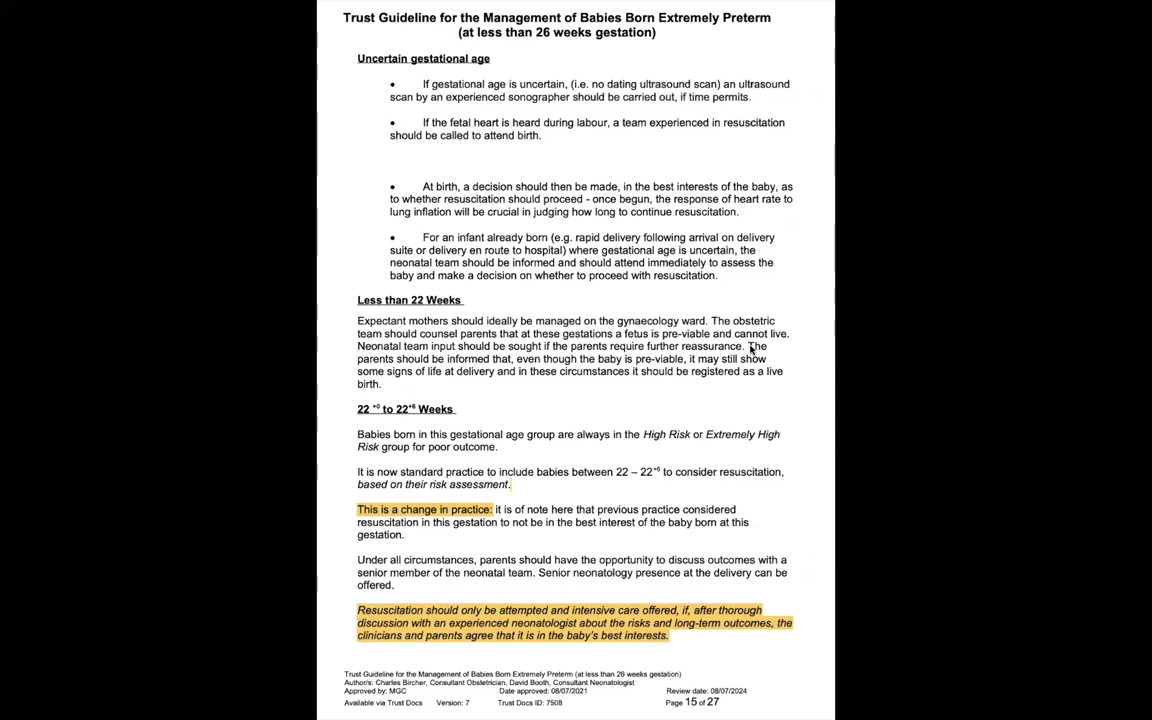 Trust Guideline for the Management of Babies Born Extremely Preterm
(at less than 26 weeks gestation)
Uncertain gestational age
• If gestational age is uncertain, (i.e. no dating ultrasound scan) an ultrasound
scan by an experienced sonographer should be carried out, if time permits.
• If the fetal heart is heard during labour, a team experienced in resuscitation
should be called to attend birth.
• At birth, a decision should then be made, in the best interests of the baby, as
to whether resuscitation should proceed - once begun, the response of heart rate to
lung inflation will be crucial in judging how long to continue resuscitation.
• For an infant already born (e.g. rapid delivery following arrival on delivery
suite or delivery en route to hospital) where gestational age is uncertain, the
neonatal team should be informed and should attend immediately to assess the
baby and make a decision on whether to proceed with resuscitation.
Less than 22 Weeks
Expectant mothers should ideally be managed on the gynaecology ward. The obstetric
team should counsel parents that at these gestations a fetus is pre-viable and cannot live.
Neonatal team input should be sought if the parents require further reassurance. The
parents should be informed that, even though the baby is pre-viable, it may still show
some signs of life at delivery and in these circumstances it should be registered as a live
birth.
22 +0 to 22+6 Weeks
Babies born in this gestational age group are always in the High Risk or Extremely High
Risk group for poor outcome.
It is now standard practice to include babies between 22 – 22+6 to consider resuscitation,
based on their risk assessment.
This is a change in practice: it is of note here that previous practice considered
resuscitation in this gestation to not be in the best interest of the baby born at this
gestation.
Under all circumstances, parents should have the opportunity to discuss outcomes with a
senior member of the neonatal team. Senior neonatology presence at the delivery can be
offered.
Resuscitation should only be attempted and intensive care offered, if, after thorough
discussion with an experienced neonatologist about the risks and long-term outcomes, the
clinicians and parents agree that it is in the baby's best interests.
Trust Guideline for the Management of Babies Born Extremely Preterm (at less than 26 weeks gestation)
Author/s: Charles Bircher, Consultant Obstetrician, David Booth, Consultant Neonatologist
Approved by: MGC Date approved: 08/07/2021 Review date: 08/07/2024
Available via Trust Docs Version: 7 Trust Docs ID: 7508 Page 15 of 27